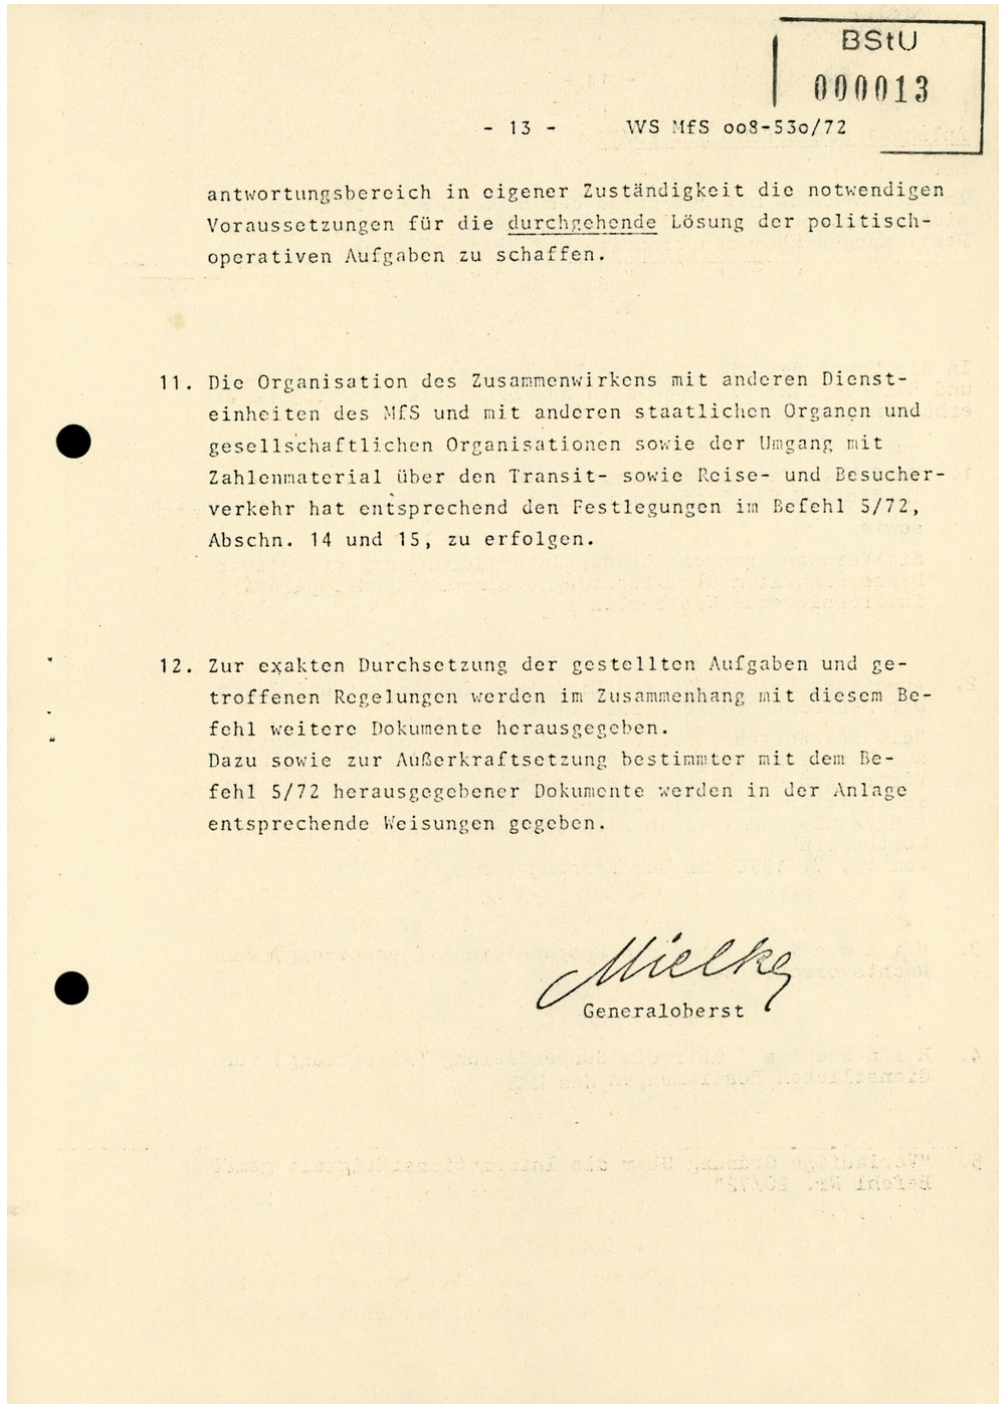 BStU
000013
- 13 - WS MfS oo8-53o/72
antwortungsbereich in eigener Zuständigkeit die notwendigen
Voraussetzungen für die durchgehende Lösung der politisch-
operativen Aufgaben zu schaffen.
11. Die Organisation des Zusammenwirkens mit anderen Dienst-
einheiten des MfS und mit anderen staatlichen Organen und
gesellschaftlichen Organisationen sowie der Umgang mit
Zahlenmaterial über den Transit- sowie Reise- und Besucher-
verkehr hat entsprechend den Festlegungen im Befehl 5/72,
Abschn. 14 und 15, zu erfolgen.
12. Zur exakten Durchsetzung der gestellten Aufgaben und ge-
troffenen Regelungen werden im Zusammenhang mit diesem Be-
fehl weitere Dokumente herausgegeben.
Dazu sowie zur Außerkraftsetzung bestimmter mit dem Be-
fehl 5/72 herausgegebener Dokumente werden in der Anlage
entsprechende Weisungen gegeben.
Mielke
Generaloberst